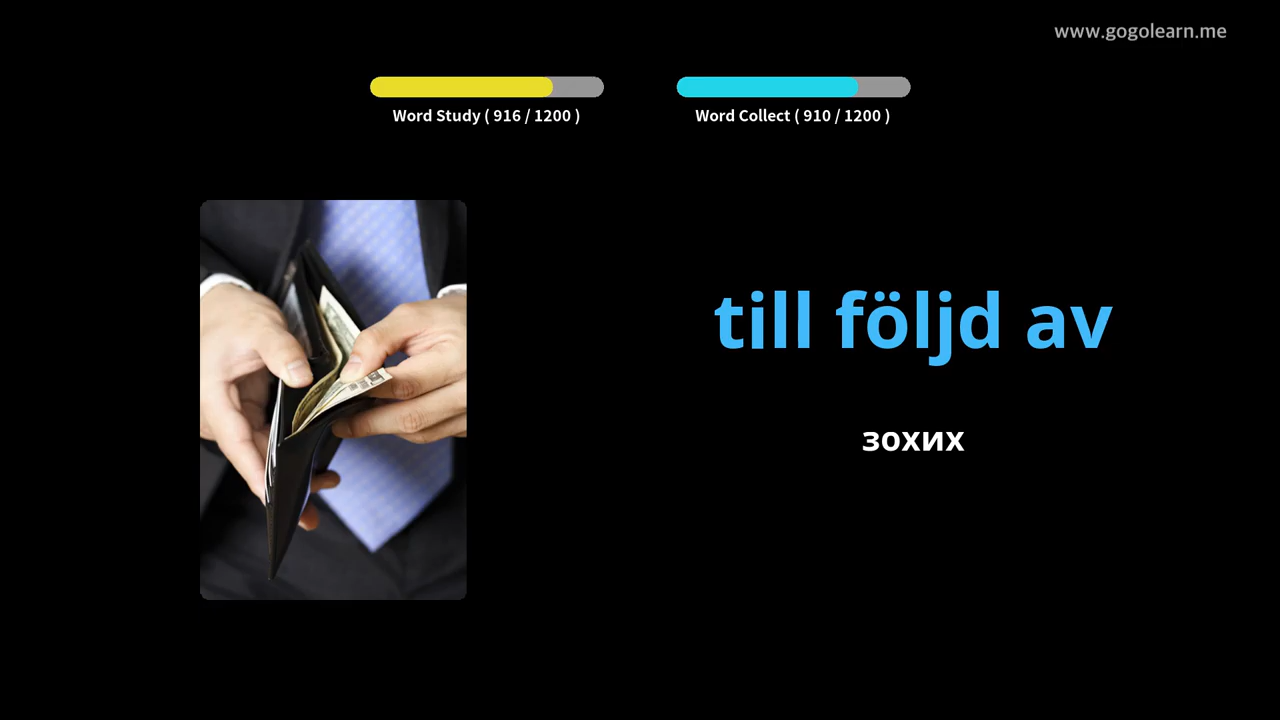 www.gogolearn.me
Word Study ( 916 / 1200 )
Word Collect ( 910 / 1200 )
till följd av
зохих